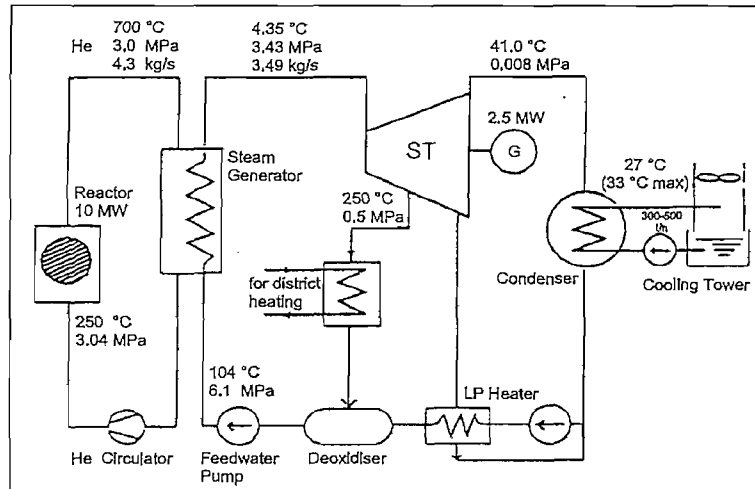 He
700 °C
3,0 MPa
4,3 kg/s
4.35 °C
3.43 MPa
3,49 kg/s
41.0 °C
0,008 MPa
Steam
Generator
ST
2.5 MW
G
27 °C
(33 °C max)
300-500
t/h
Reactor
10 MW
250 °C
0.5 MPa
for district
heating
Condenser
Cooling Tower
250 °C
3.04 MPa
104 °C
6.1 MPa
LP Heater
He Circulator
Feedwater
Pump
Deoxidiser